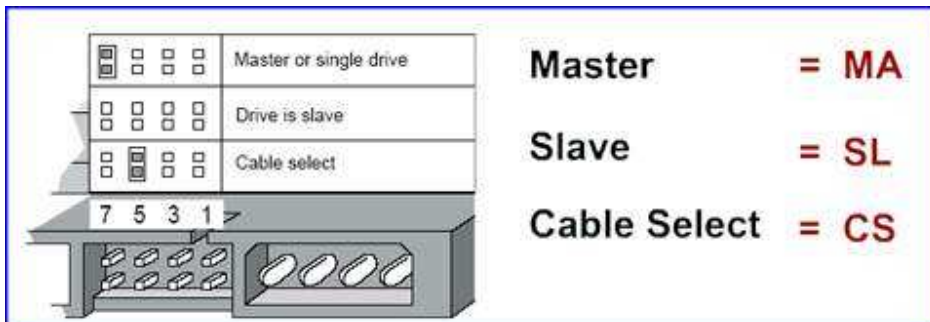 Master or single drive
Drive is slave
Cable select
7 5 3 1
Master = MA
Slave = SL
Cable Select = CS